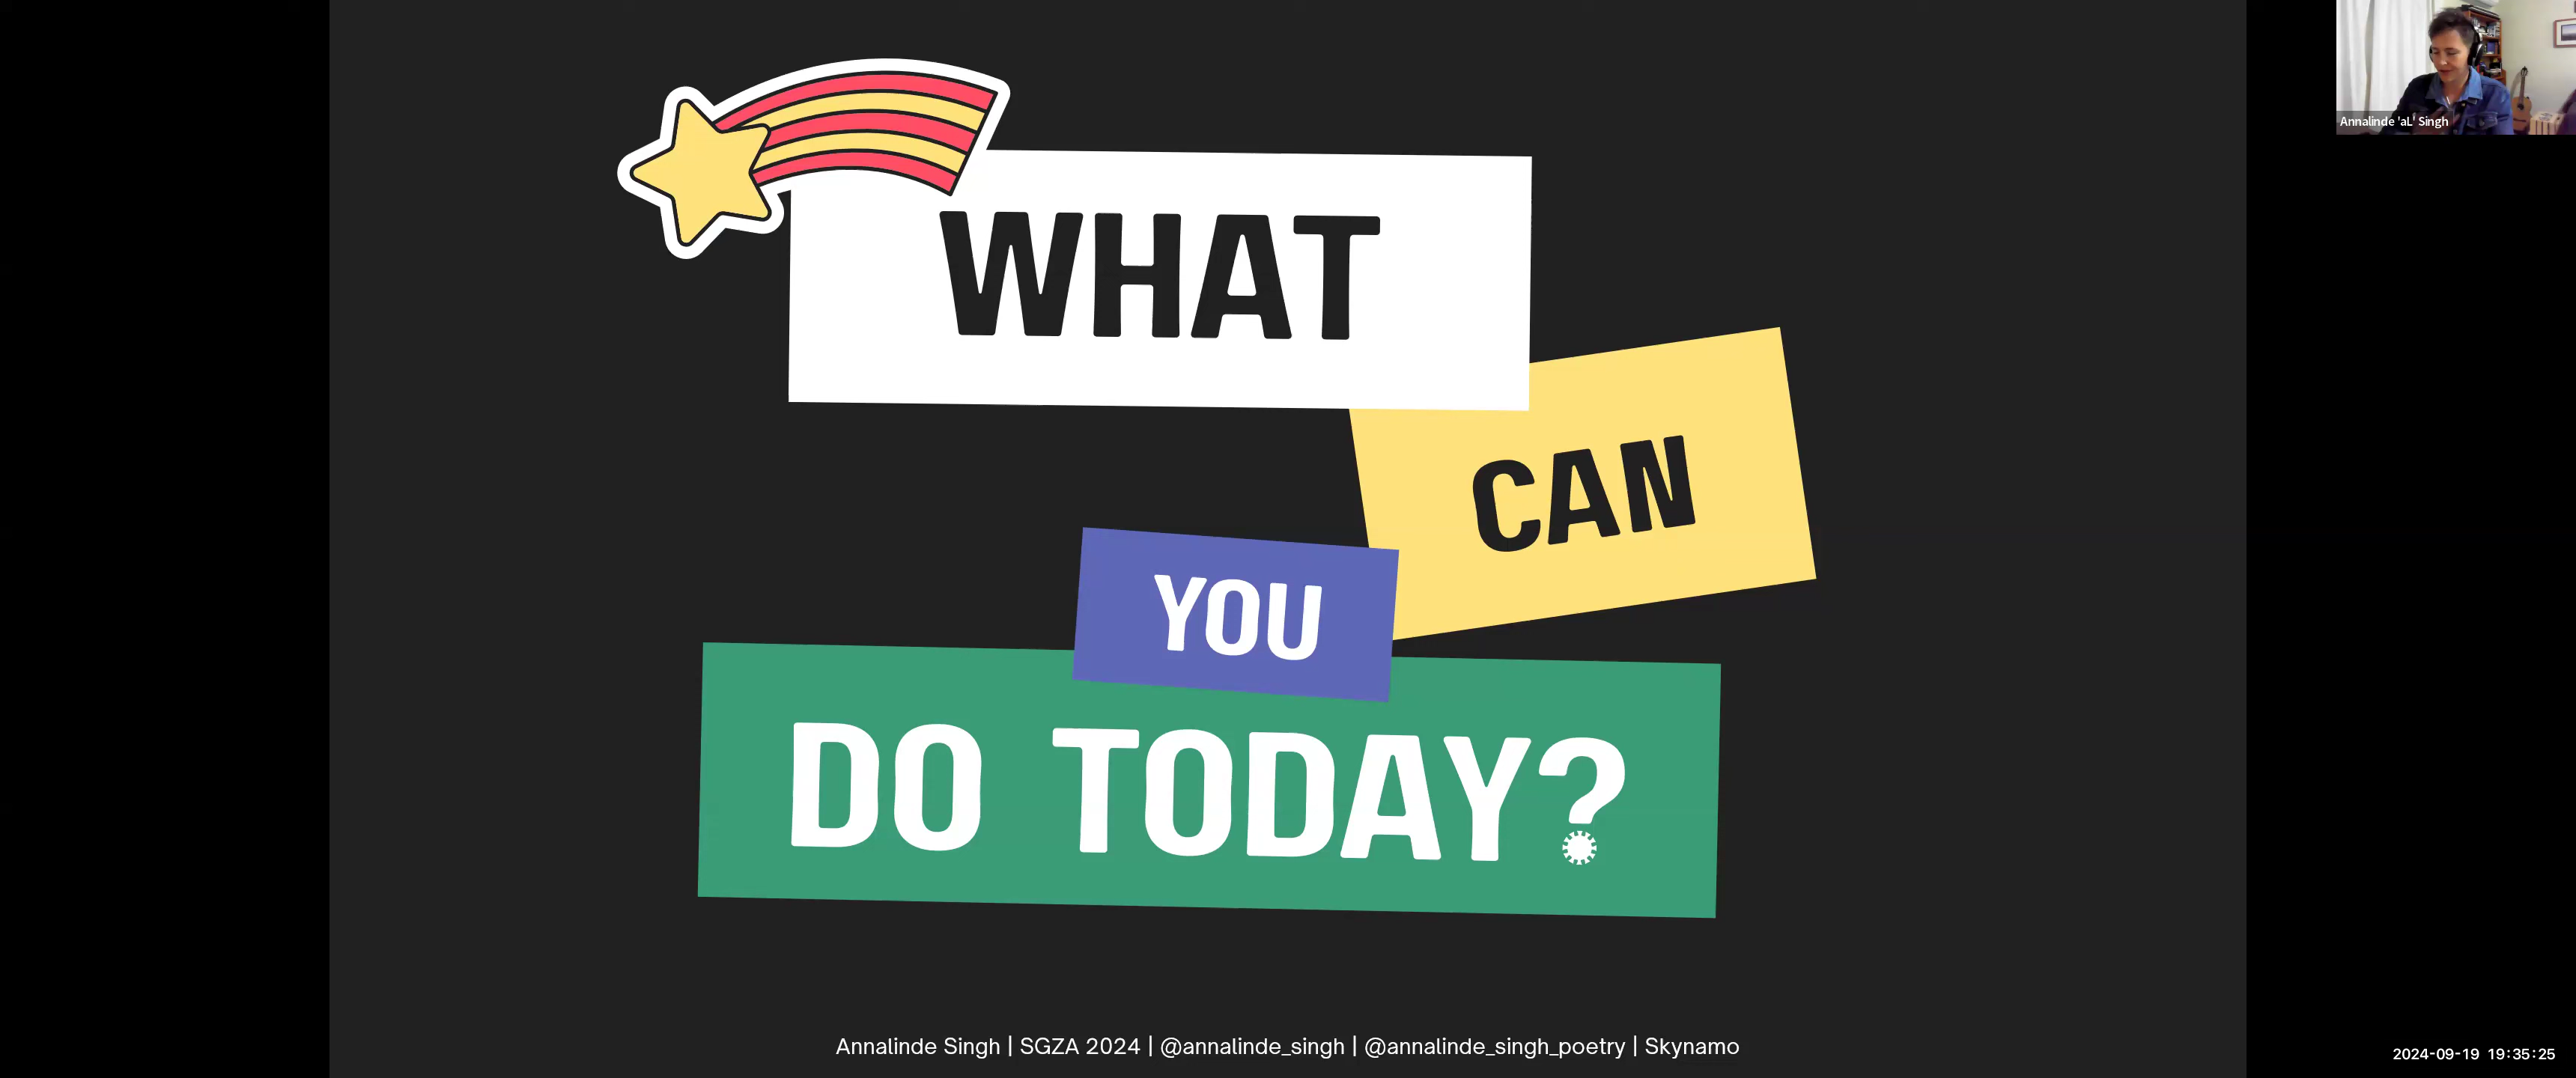 Annalinde 'aL' Singh
WHAT
CAN
YOU
DO TODAY?
Annalinde Singh | SGZA 2024 | @annalinde_singh | @annalinde_singh_poetry | Skynamo
2024-09-19 19:35:25